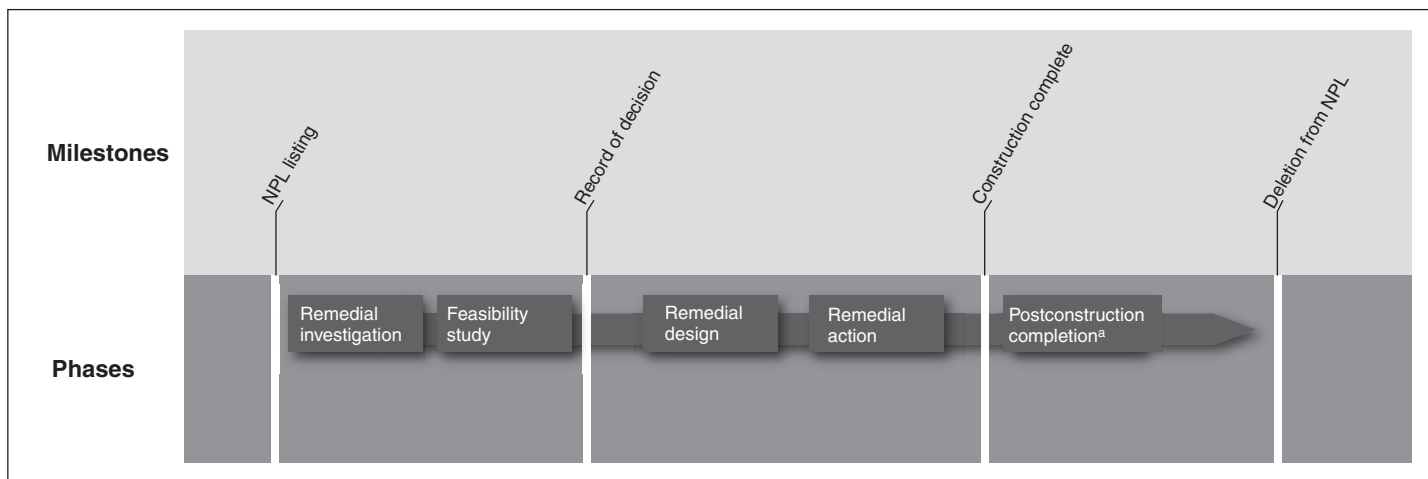 Milestones
NPL listing
Record of decision
Construction complete
Deletion from NPL
Phases
Remedial
investigation
Feasibility
study
Remedial
design
Remedial
action
Postconstruction
completionᵃ